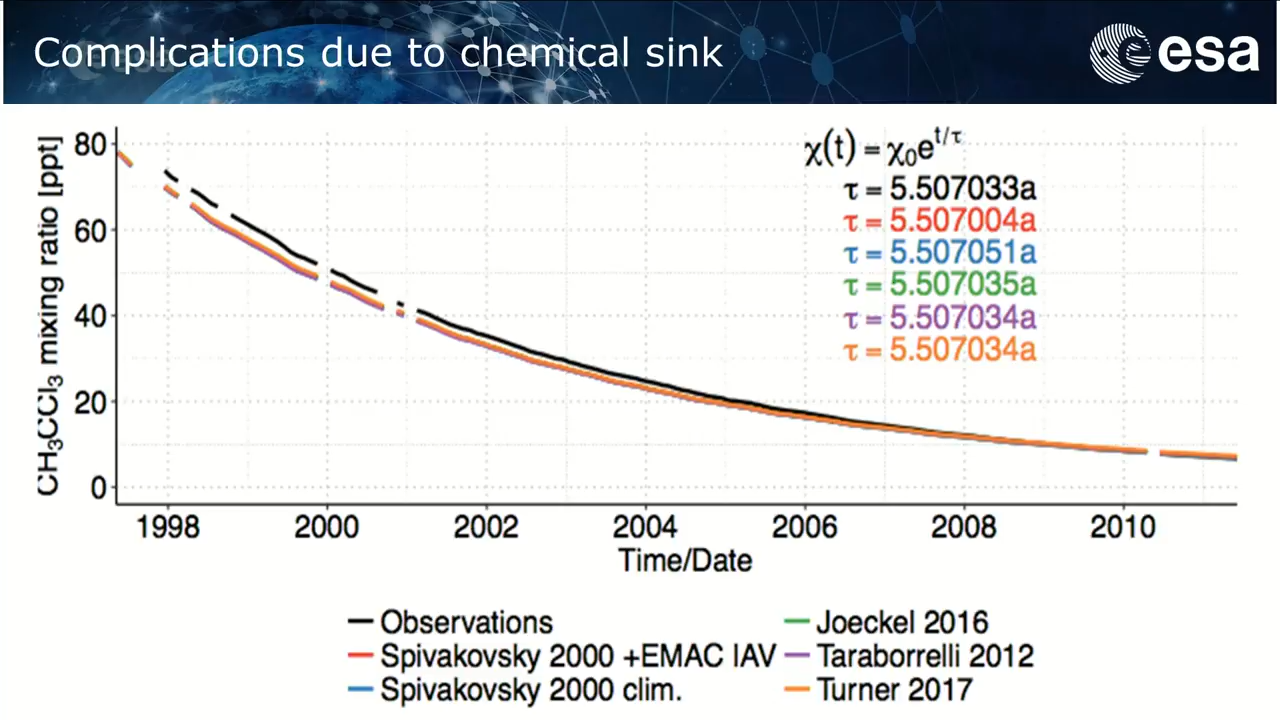 Complications due to chemical sink
esa
CH₃CCl₃ mixing ratio [ppt]
80
60
40
20
0
χ(t) = χ₀e^t/τ
τ = 5.507033a
τ = 5.507004a
τ = 5.507051a
τ = 5.507035a
τ = 5.507034a
τ = 5.507034a
1998 2000 2002 2004 2006 2008 2010
Time/Date
Observations
Spivakovsky 2000 +EMAC IAV
Spivakovsky 2000 clim.
Joeckel 2016
Taraborrelli 2012
Turner 2017